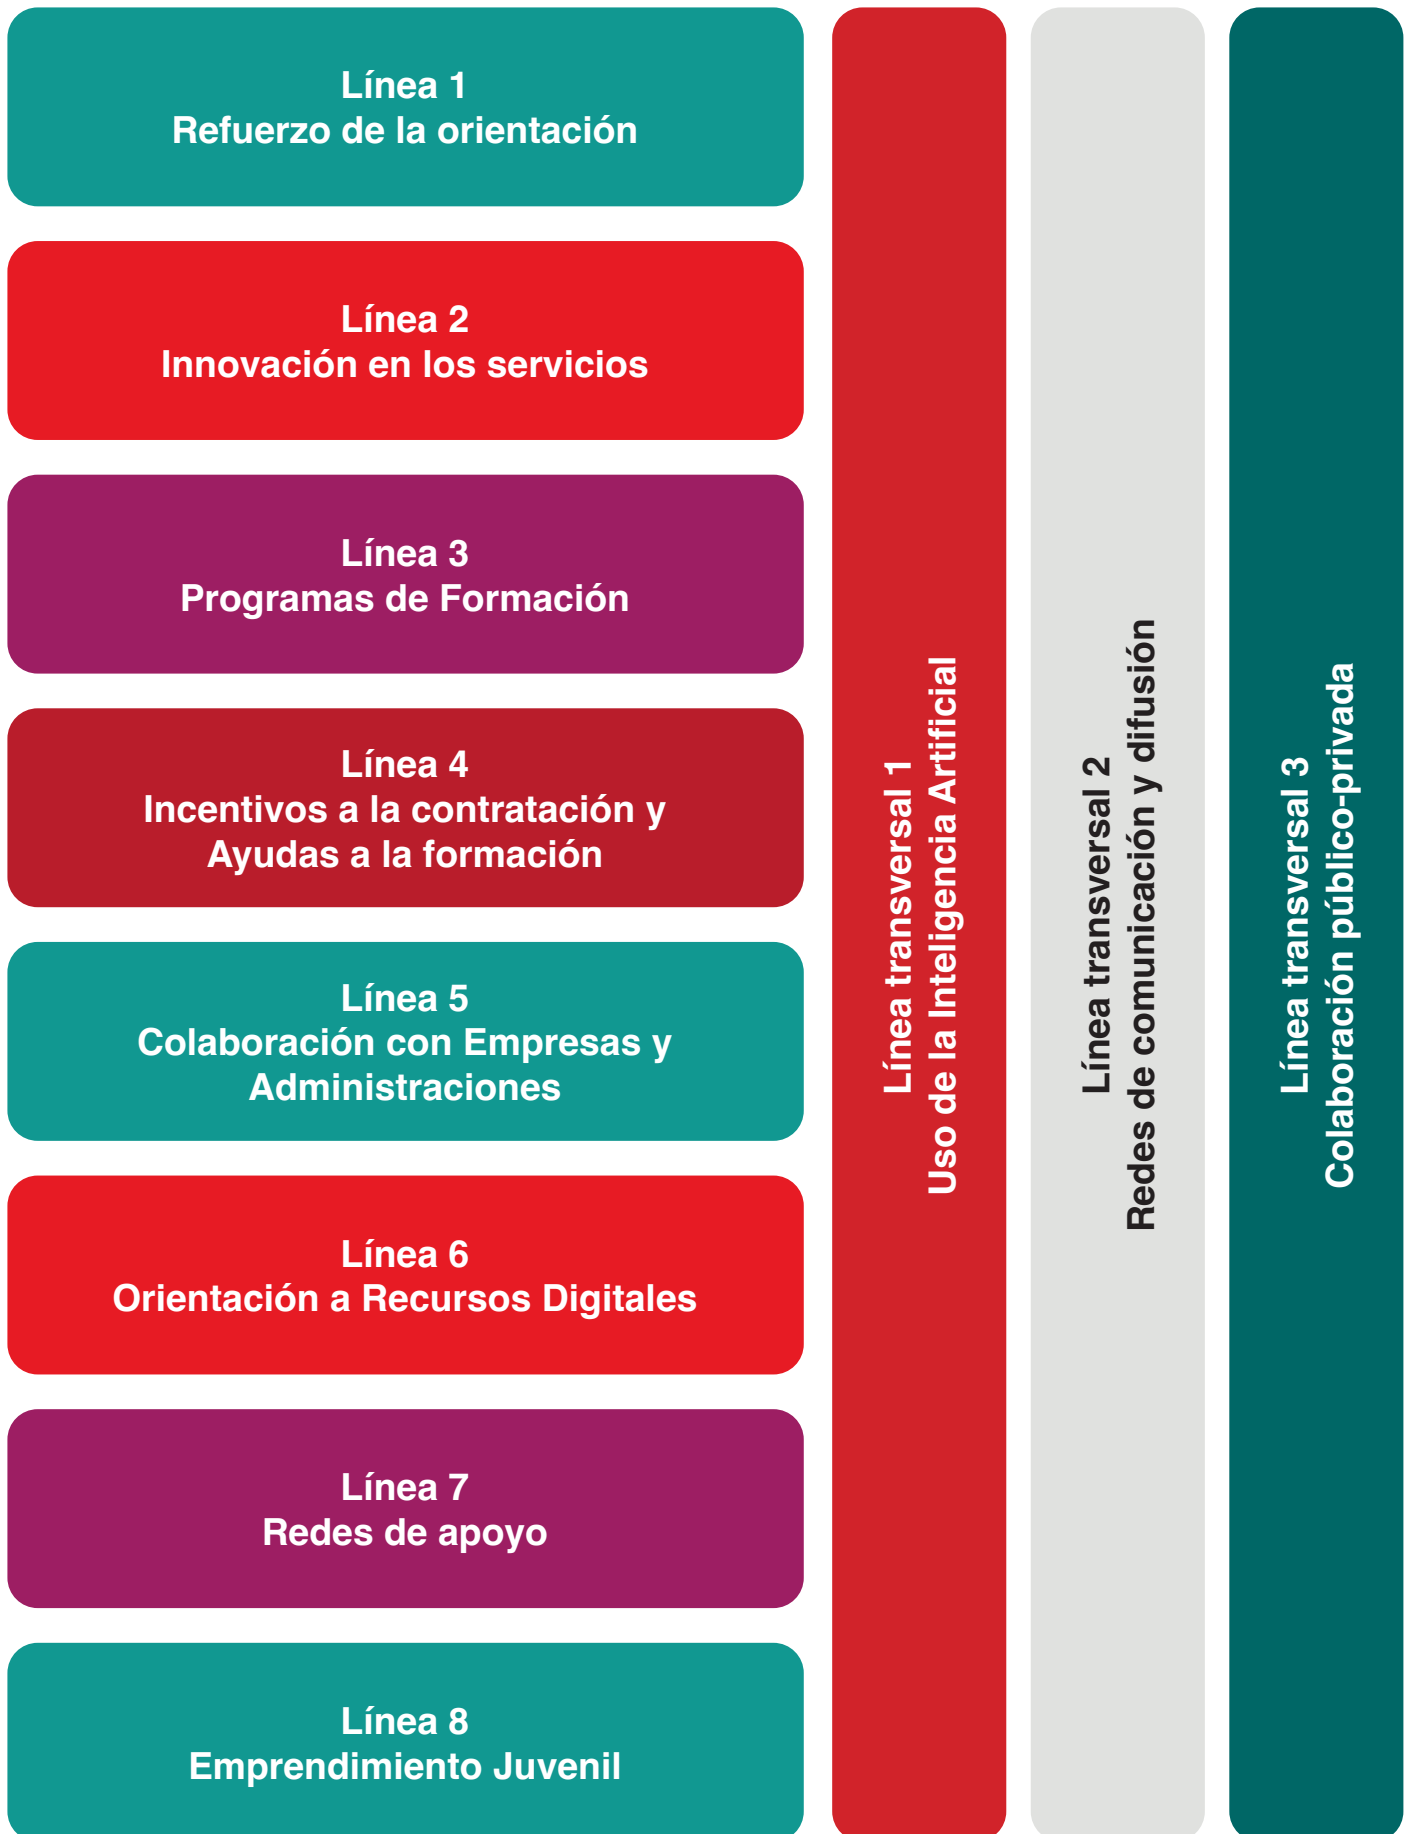 Línea 1
Refuerzo de la orientación
Línea 2
Innovación en los servicios
Línea 3
Programas de Formación
Línea 4
Incentivos a la contratación y
Ayudas a la formación
Línea 5
Colaboración con Empresas y
Administraciones
Línea 6
Orientación a Recursos Digitales
Línea 7
Redes de apoyo
Línea 8
Emprendimiento Juvenil
Línea transversal 1
Uso de la Inteligencia Artificial
Línea transversal 2
Redes de comunicación y difusión
Línea transversal 3
Colaboración público-privada